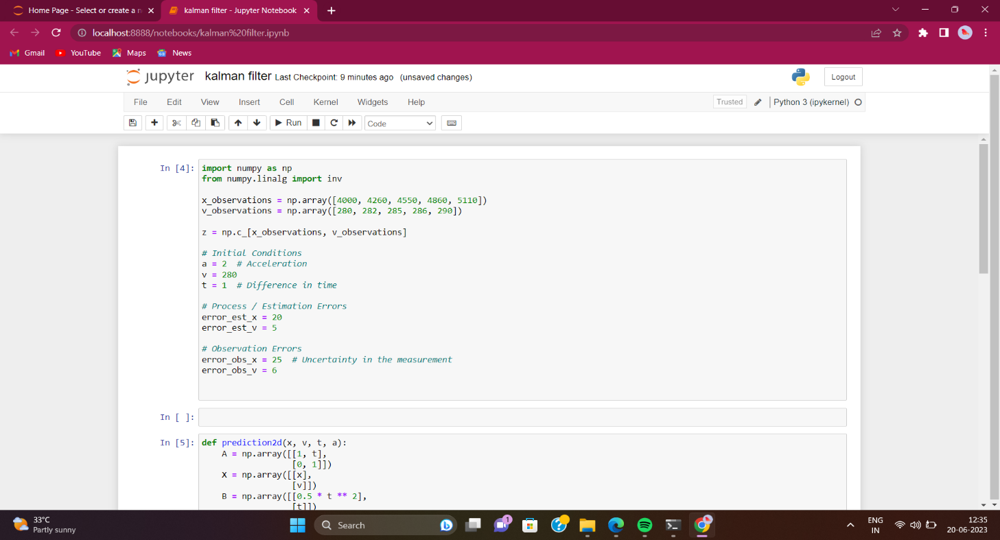 Home Page - Select or create a n
kalman filter - Jupyter Notebook
localhost:8888/notebooks/kalman%20filter.ipynb
Gmail YouTube Maps News
jupyter kalman filter Last Checkpoint: 9 minutes ago (unsaved changes) Logout
File Edit View Insert Cell Kernel Widgets Help Trusted Python 3 (ipykernel)
Run Code
In [4]: import numpy as np
from numpy.linalg import inv
x_observations = np.array([4000, 4260, 4550, 4860, 5110])
v_observations = np.array([280, 282, 285, 286, 290])
z = np.c_[x_observations, v_observations]
# Initial Conditions
a = 2  # Acceleration
v = 280
t = 1  # Difference in time
# Process / Estimation Errors
error_est_x = 20
error_est_v = 5
# Observation Errors
error_obs_x = 25  # Uncertainty in the measurement
error_obs_v = 6
In [ ]:
In [5]: def prediction2d(x, v, t, a):
A = np.array([[1, t],
[0, 1]])
X = np.array([[x],
[v]])
B = np.array([[0.5 * t ** 2],
[t]])
33°C
Partly sunny
Search
1
ENG
IN
12:35
20-06-2023